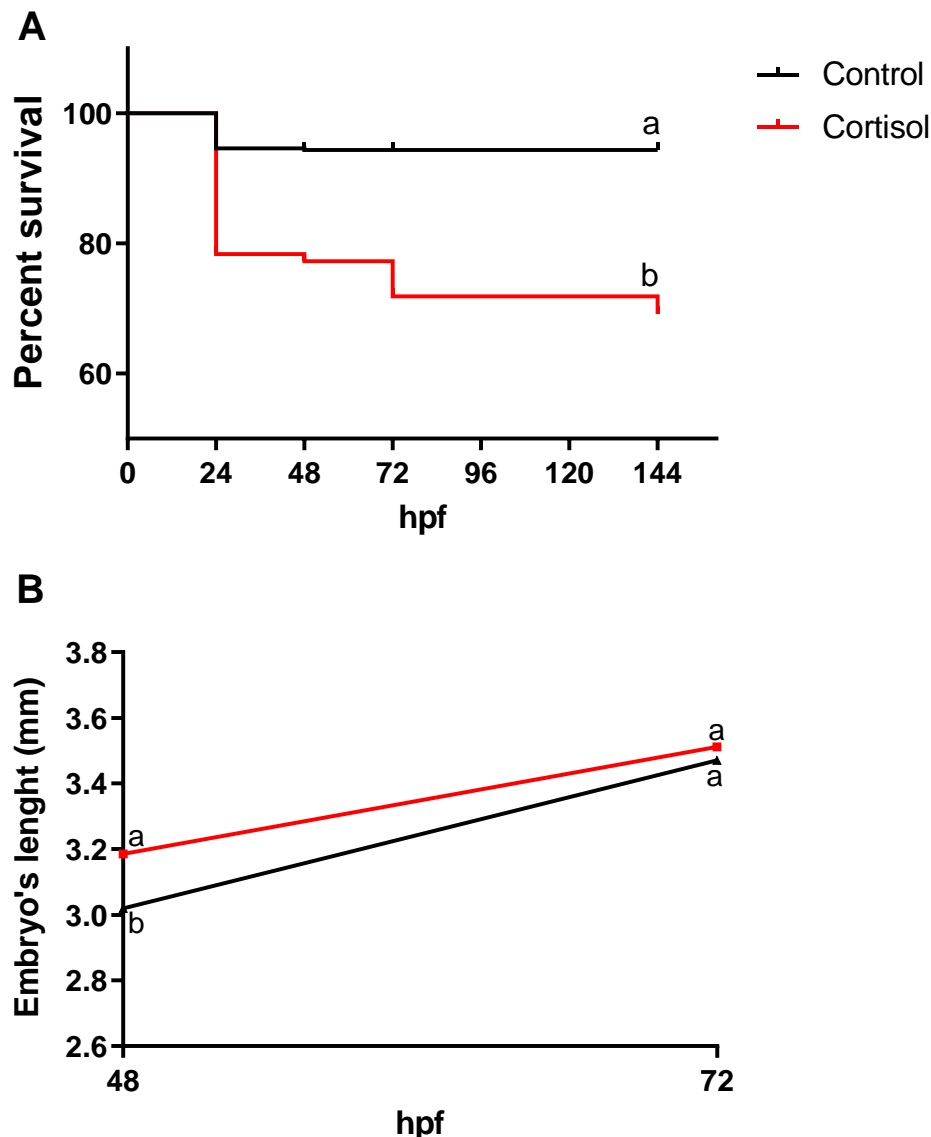 A
Control
Cortisol
Percent survival
100
80
60
a
b
0 24 48 72 96 120 144
hpf
B
Embryo's lenght (mm)
3.8
3.6
3.4
3.2
3.0
2.8
2.6
a
b
a
a
48 72
hpf